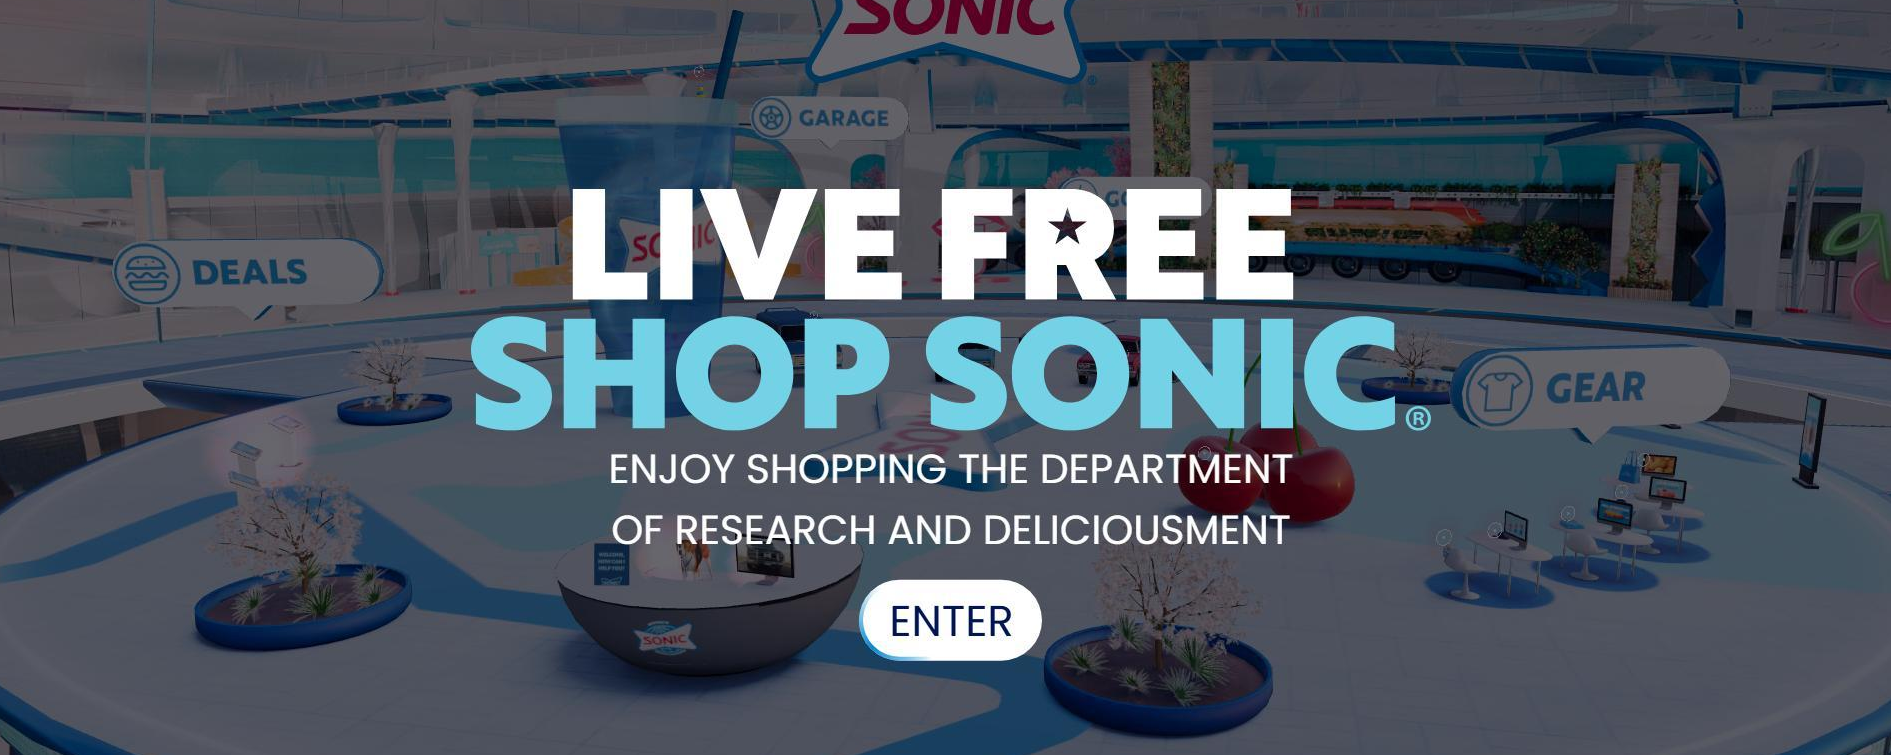 SONIC
GARAGE
DEALS
LIVE FREE
SHOP SONIC®
GEAR
ENJOY SHOPPING THE DEPARTMENT
OF RESEARCH AND DELICIOUSMENT
ENTER
SONIC